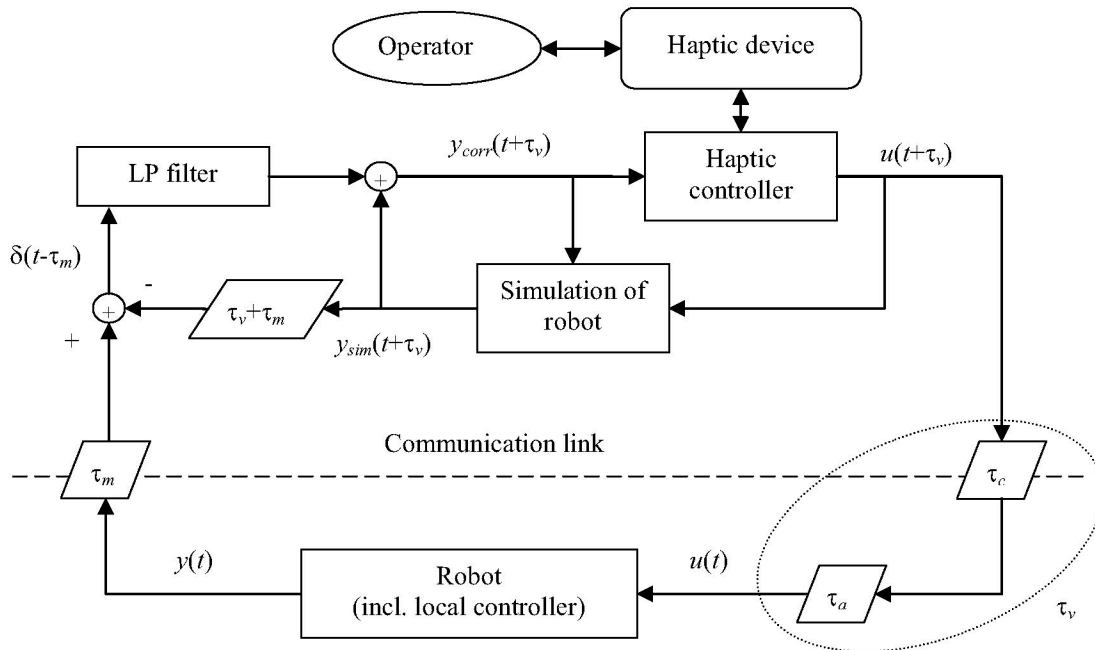 Operator
Haptic device
LP filter
y_corr(t+τ_v)
Haptic
controller
u(t+τ_v)
+
δ(t-τ_m)
-
+
+
τ_v+τ_m
y_sim(t+τ_v)
Simulation of
robot
Communication link
τ_m
τ_c
y(t)
Robot
(incl. local controller)
u(t)
τ_a
τ_v